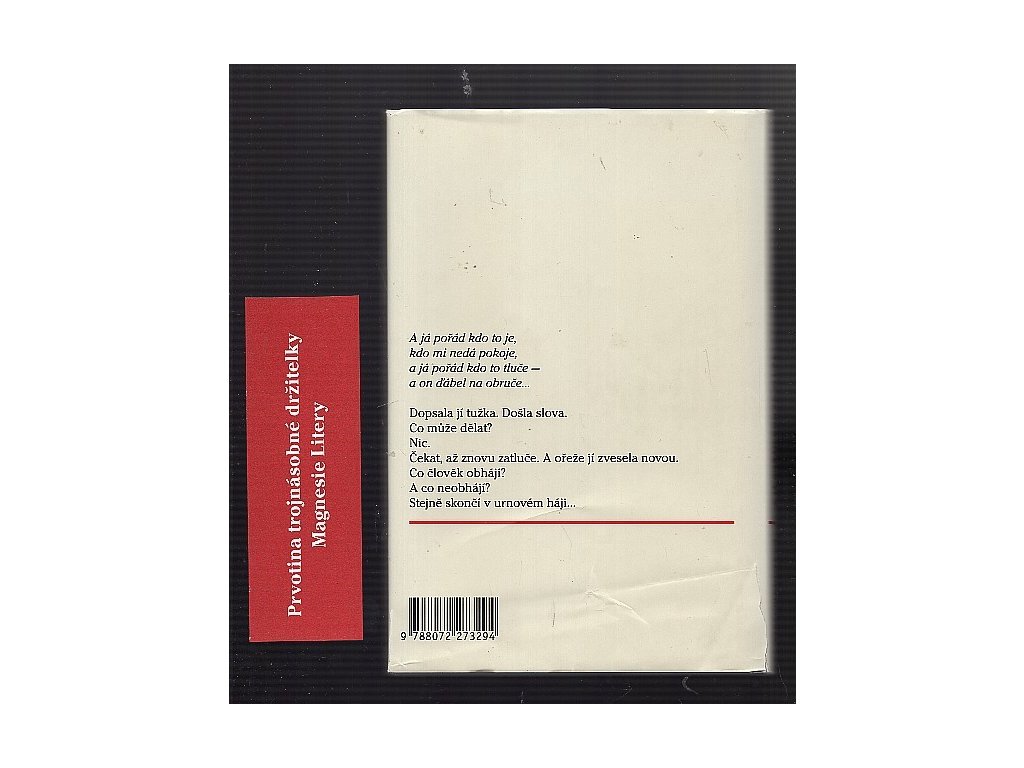 Prvotina trojnásobné držitelky
Magnesie Litery
A já pořád kdo to je,
kdo mi nedá pokoje,
a já pořád kdo to tluče —
a on ďábel na obruče...
Dopsala jí tužka. Došla slova.
Co může dělat?
Nic.
Čekat, až znovu zatluče. A ořeže jí zvesela novou.
Co člověk obhájí?
A co neobhájí?
Stejně skončí v urnovém háji...
9 788072 273294